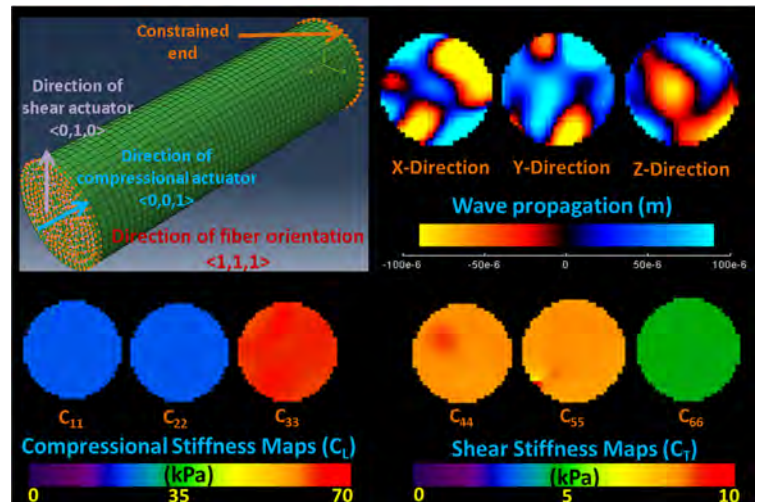 Constrained
end
Direction of
shear actuator
<0,1,0>
Direction of
compressional actuator
<0,0,1>
Direction of fiber orientation
<1,1,1>
X-Direction Y-Direction Z-Direction
Wave propagation (m)
-100e-6 -50e-6 0 50e-6 100e-6
C11 C22 C33
Compressional Stiffness Maps (CL)
(kPa)
0 35 70
C44 C55 C66
Shear Stiffness Maps (CT)
(kPa)
0 5 10